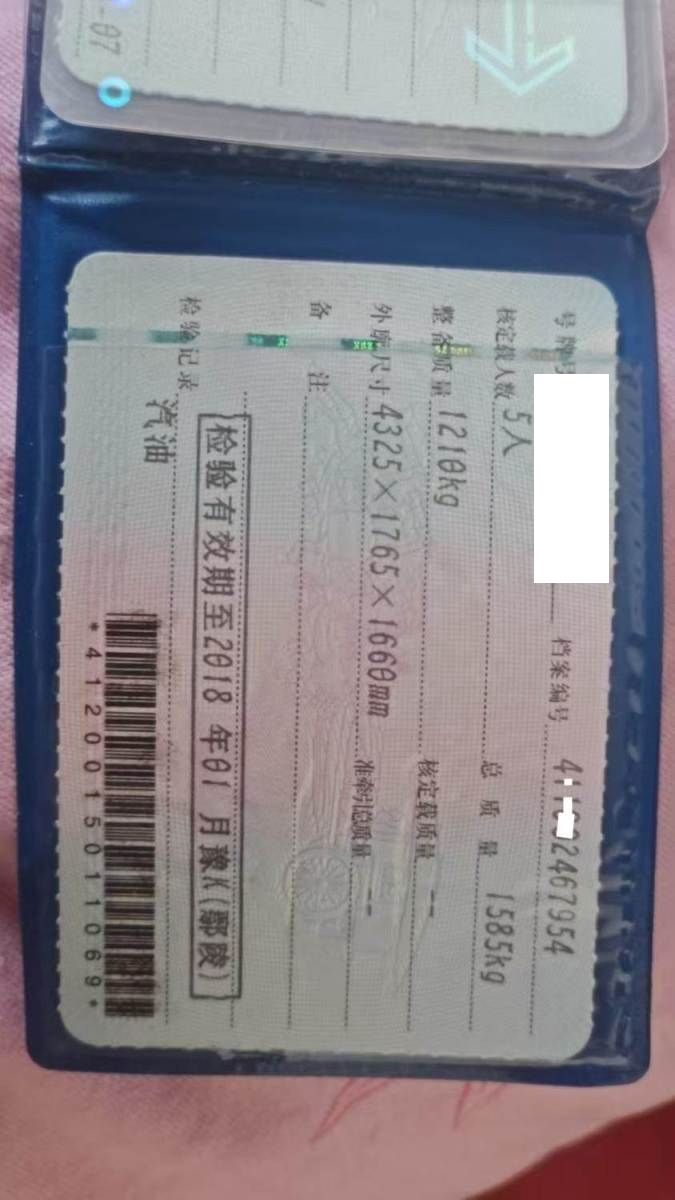 -07
号牌号
档案编号
2467954
核定载人数 5人
总质量 1585kg
整备质量 1210kg
核定载质量 --
外廓尺寸 4325×1765×1660mm
准牵引总质量 --
备注
检验有效期至2018 年01 月豫K(鄢陵)
检验记录
汽油
*4120015011069*